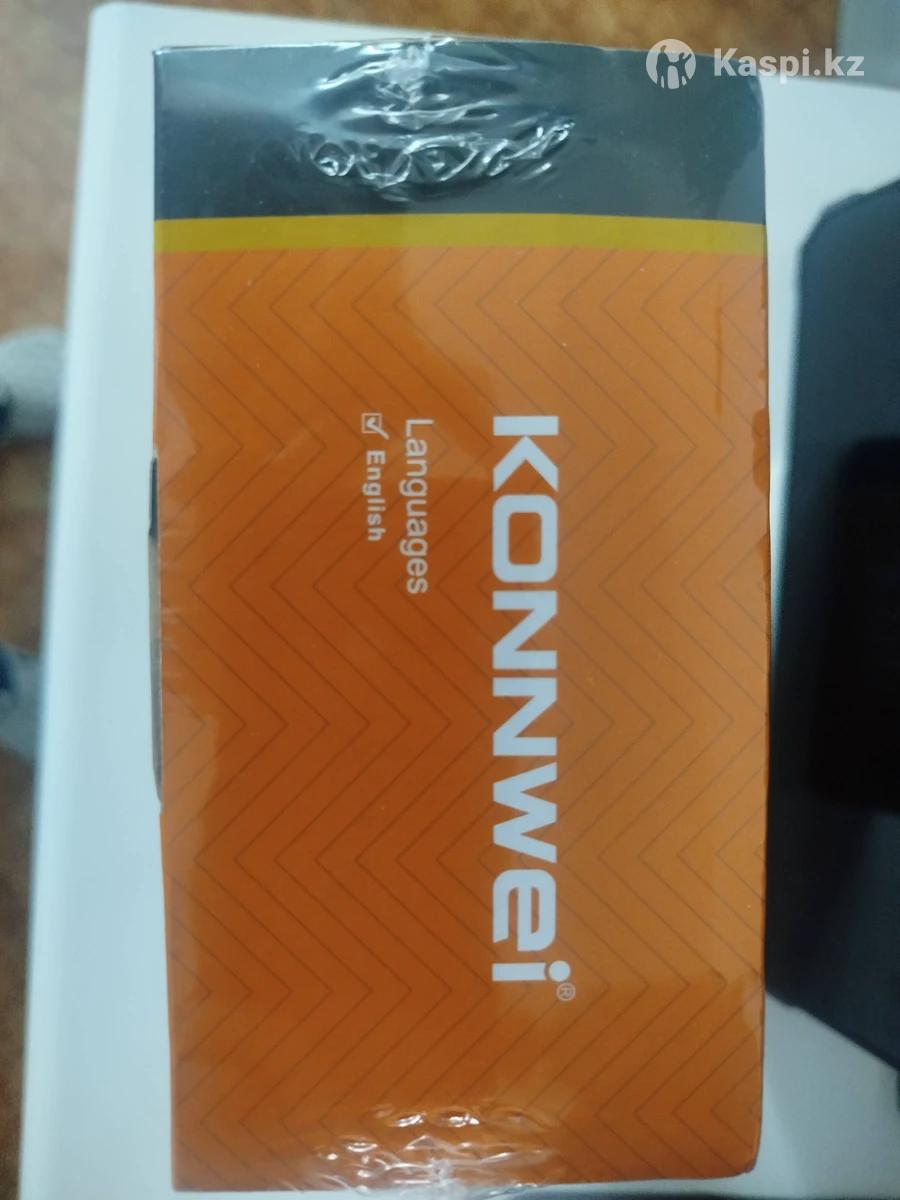 Kaspi.kz
KONNWei®
Languages
☑ English